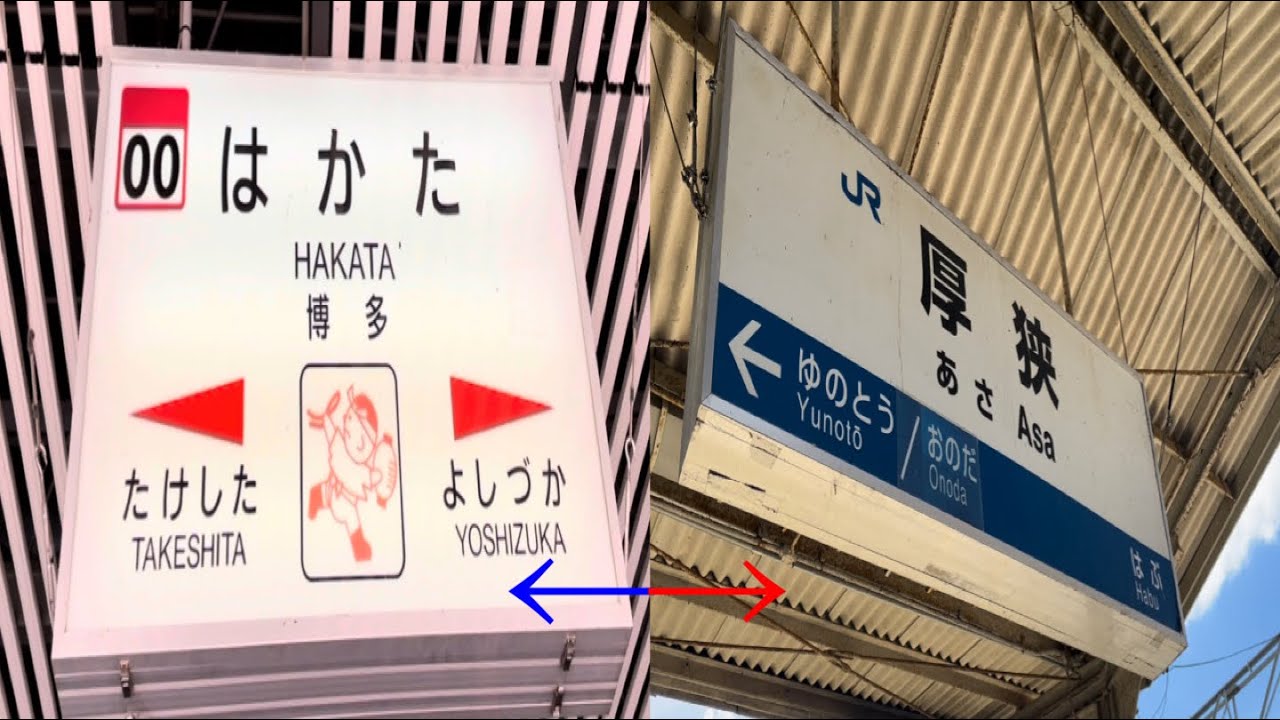 00
はかた
HAKATA
博多
たけした
TAKESHITA
よしづか
YOSHIZUKA
JR
厚狭
あさ Asa
ゆのとう / おのだ
Yunotō Onoda
はぶ
Habu